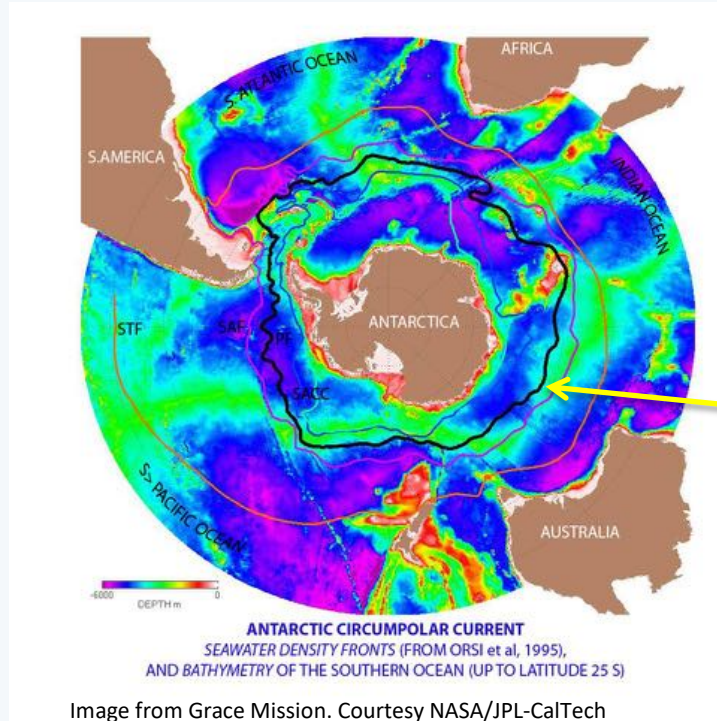 AFRICA
S. ATLANTIC OCEAN
S.AMERICA
INDIAN OCEAN
ANTARCTICA
STF
SAF
PF
SACC
S> PACIFIC OCEAN
AUSTRALIA
-6000 0
DEPTH m
ANTARCTIC CIRCUMPOLAR CURRENT
SEAWATER DENSITY FRONTS (FROM ORSI et al, 1995),
AND BATHYMETRY OF THE SOUTHERN OCEAN (UP TO LATITUDE 25 S)
Image from Grace Mission. Courtesy NASA/JPL-CalTech